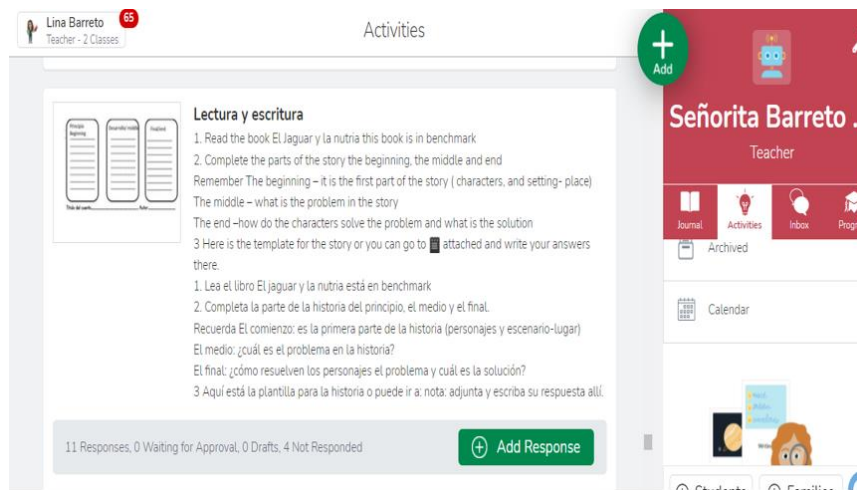 Lina Barreto
65
Teacher - 2 Classes
Activities
Add
Lectura y escritura
1. Read the book El Jaguar y la nutria this book is in benchmark
2. Complete the parts of the story the beginning, the middle and end
Remember The beginning – it is the first part of the story ( characters, and setting- place)
The middle – what is the problem in the story
The end –how do the characters solve the problem and what is the solution
3 Here is the template for the story or you can go to attached and write your answers
there.
1. Lea el libro El jaguar y la nutria está en benchmark
2. Completa la parte de la historia del principio, el medio y el final.
Recuerda El comienzo: es la primera parte de la historia (personajes y escenario-lugar)
El medio: ¿cuál es el problema en la historia?
El final: ¿cómo resuelven los personajes el problema y cuál es la solución?
3 Aquí está la plantilla para la historia o puede ir a: nota: adjunta y escriba su respuesta allí.
11 Responses, 0 Waiting for Approval, 0 Drafts, 4 Not Responded
Add Response
Señorita Barreto
Teacher
Journal
Activities
Inbox
Progr
Archived
Calendar
Students
Families